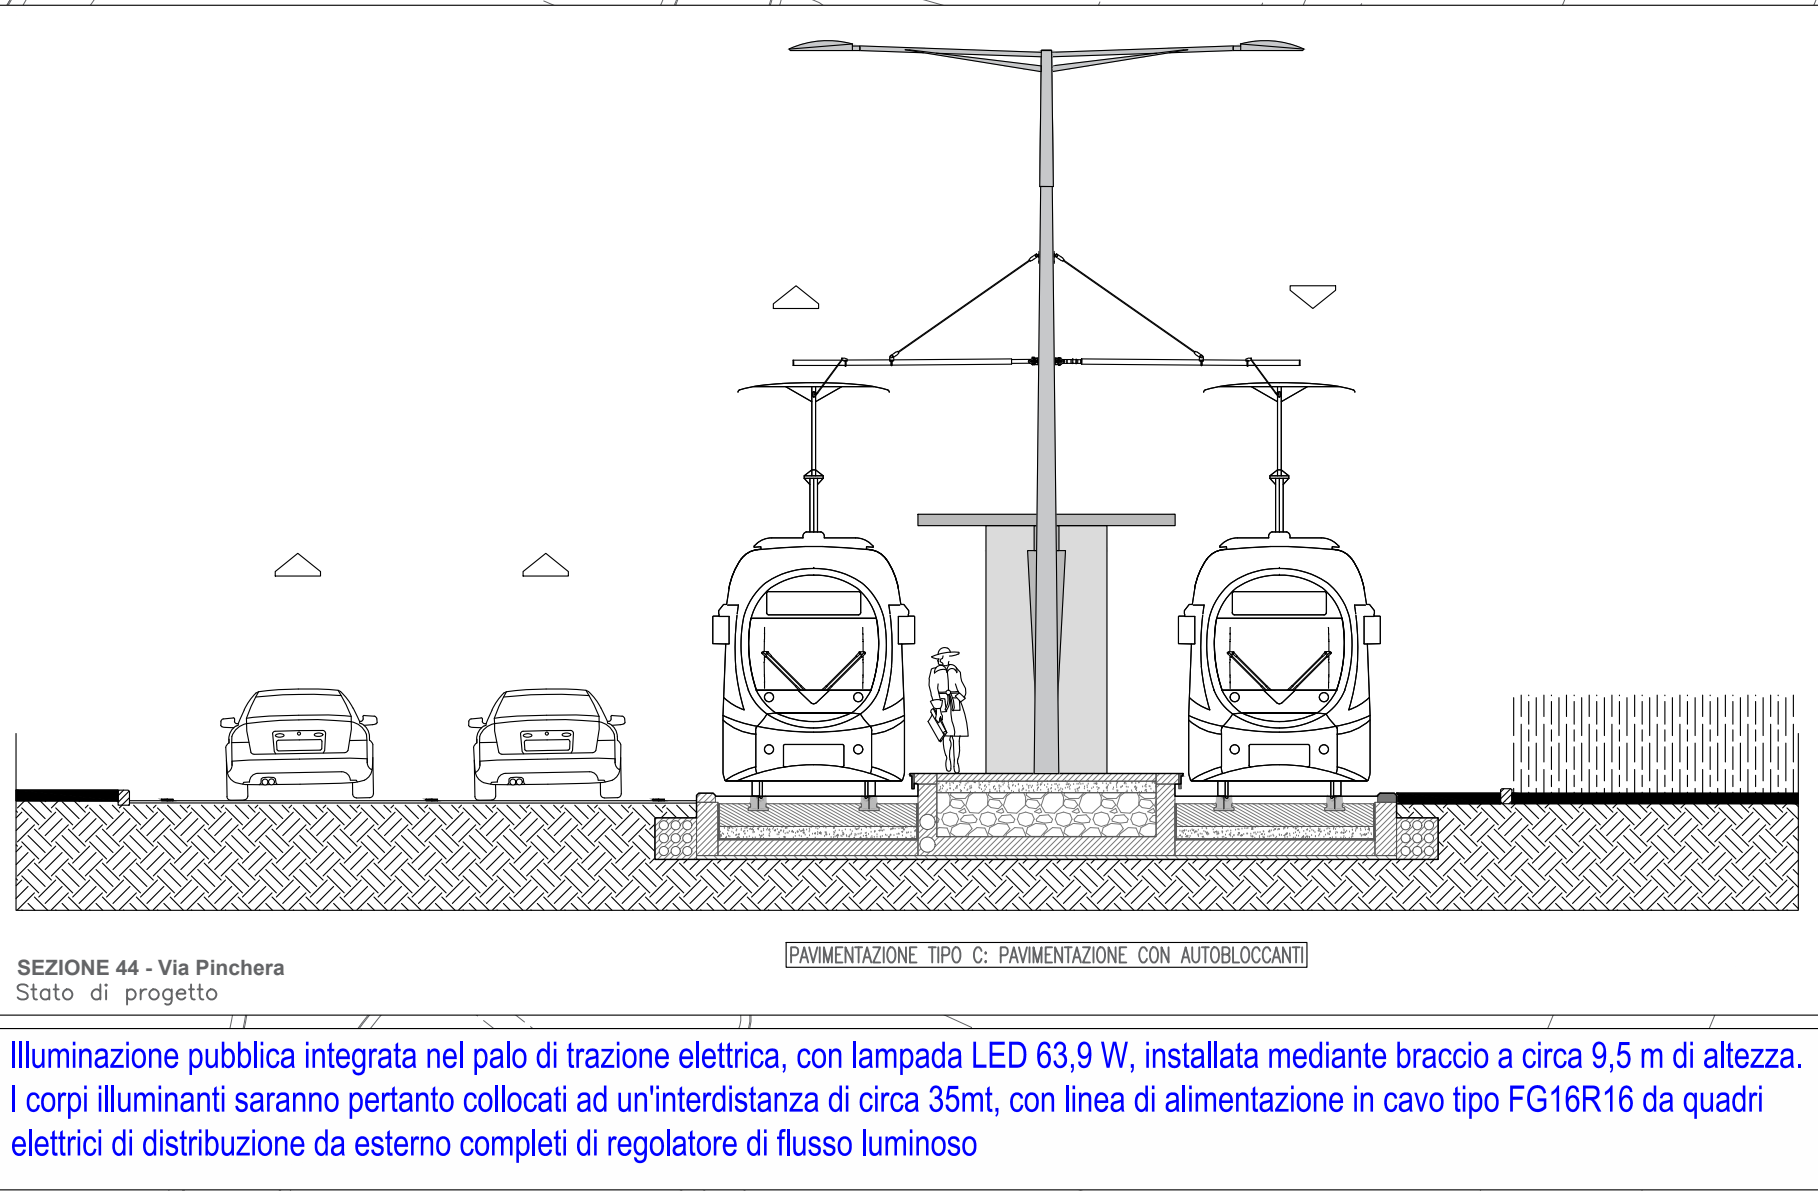 SEZIONE 44 - Via Pinchera
Stato di progetto
PAVIMENTAZIONE TIPO C: PAVIMENTAZIONE CON AUTOBLOCCANTI
Illuminazione pubblica integrata nel palo di trazione elettrica, con lampada LED 63,9 W, installata mediante braccio a circa 9,5 m di altezza.
I corpi illuminanti saranno pertanto collocati ad un'interdistanza di circa 35mt, con linea di alimentazione in cavo tipo FG16R16 da quadri
elettrici di distribuzione da esterno completi di regolatore di flusso luminoso